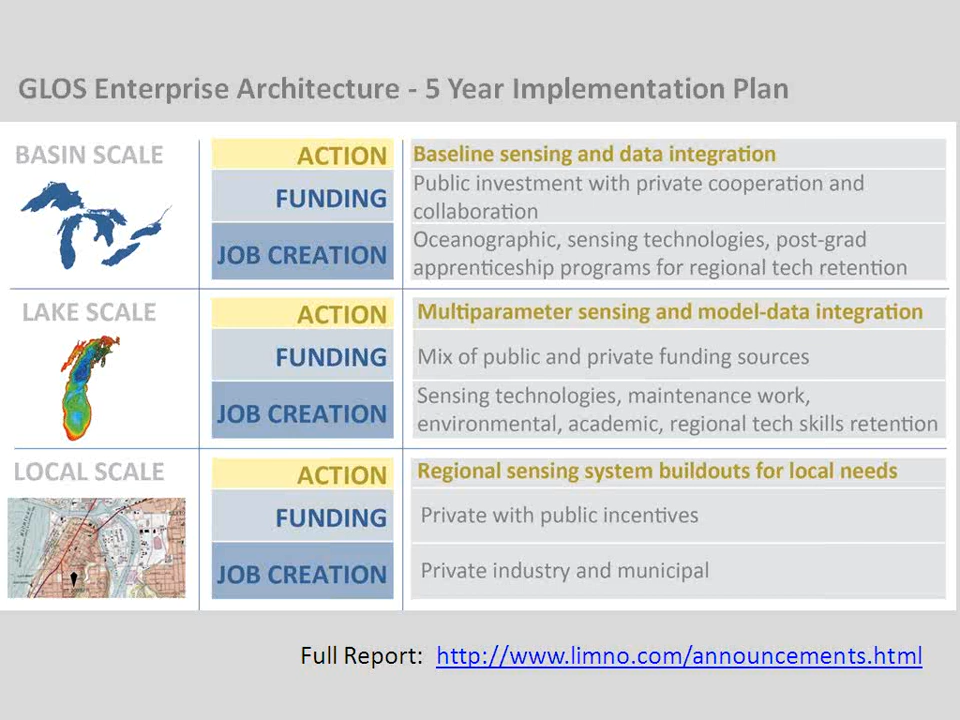 GLOS Enterprise Architecture - 5 Year Implementation Plan
BASIN SCALE
ACTION
Baseline sensing and data integration
FUNDING
Public investment with private cooperation and
collaboration
JOB CREATION
Oceanographic, sensing technologies, post-grad
apprenticeship programs for regional tech retention
LAKE SCALE
ACTION
Multiparameter sensing and model-data integration
FUNDING
Mix of public and private funding sources
JOB CREATION
Sensing technologies, maintenance work,
environmental, academic, regional tech skills retention
LOCAL SCALE
ACTION
Regional sensing system buildouts for local needs
FUNDING
Private with public incentives
JOB CREATION
Private industry and municipal
Full Report: http://www.limno.com/announcements.html